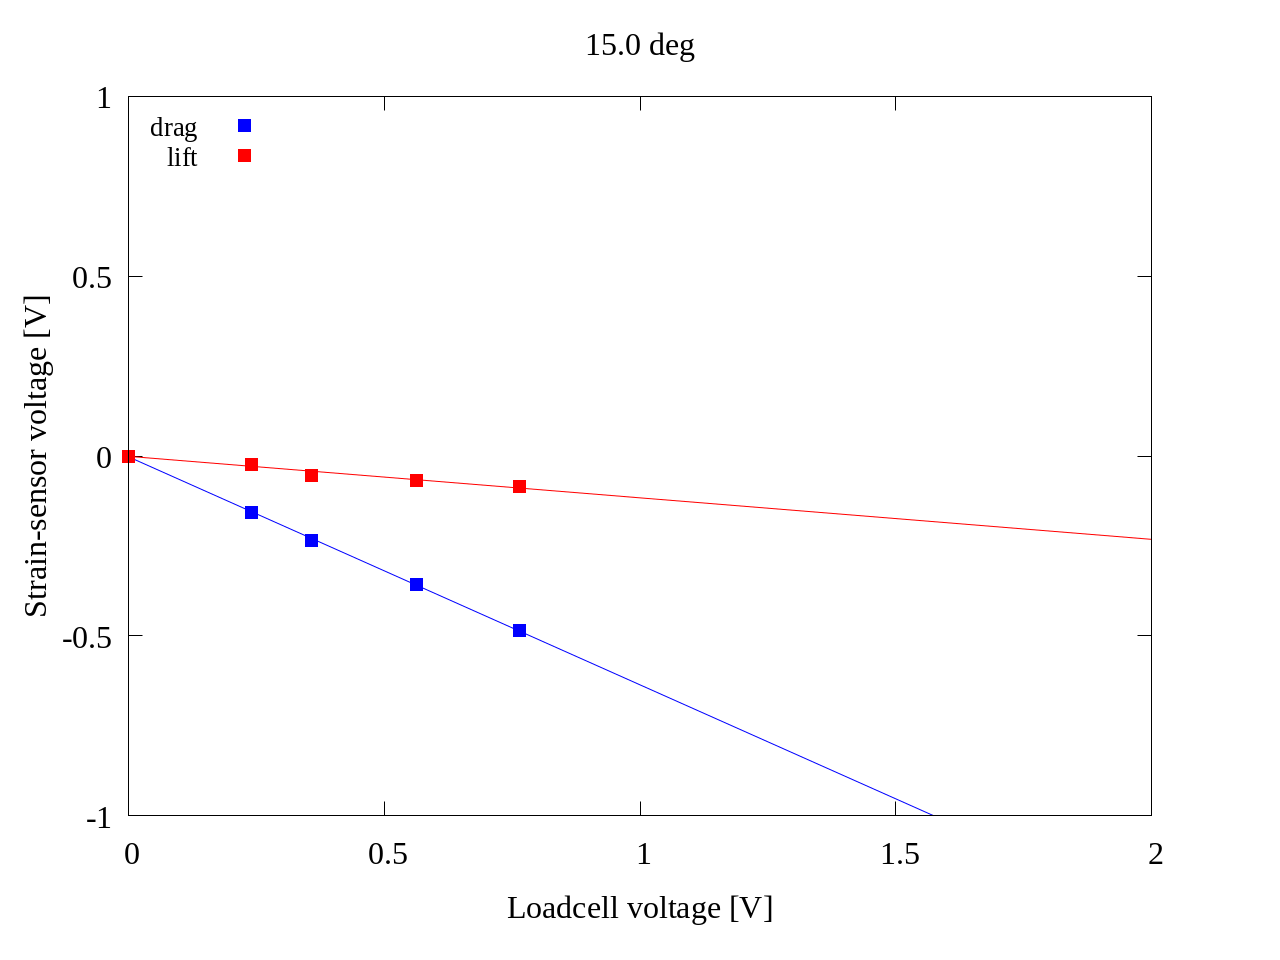 15.0 deg
1
drag
lift
0.5
0
-0.5
-1
Strain-sensor voltage [V]
0 0.5 1 1.5 2
Loadcell voltage [V]